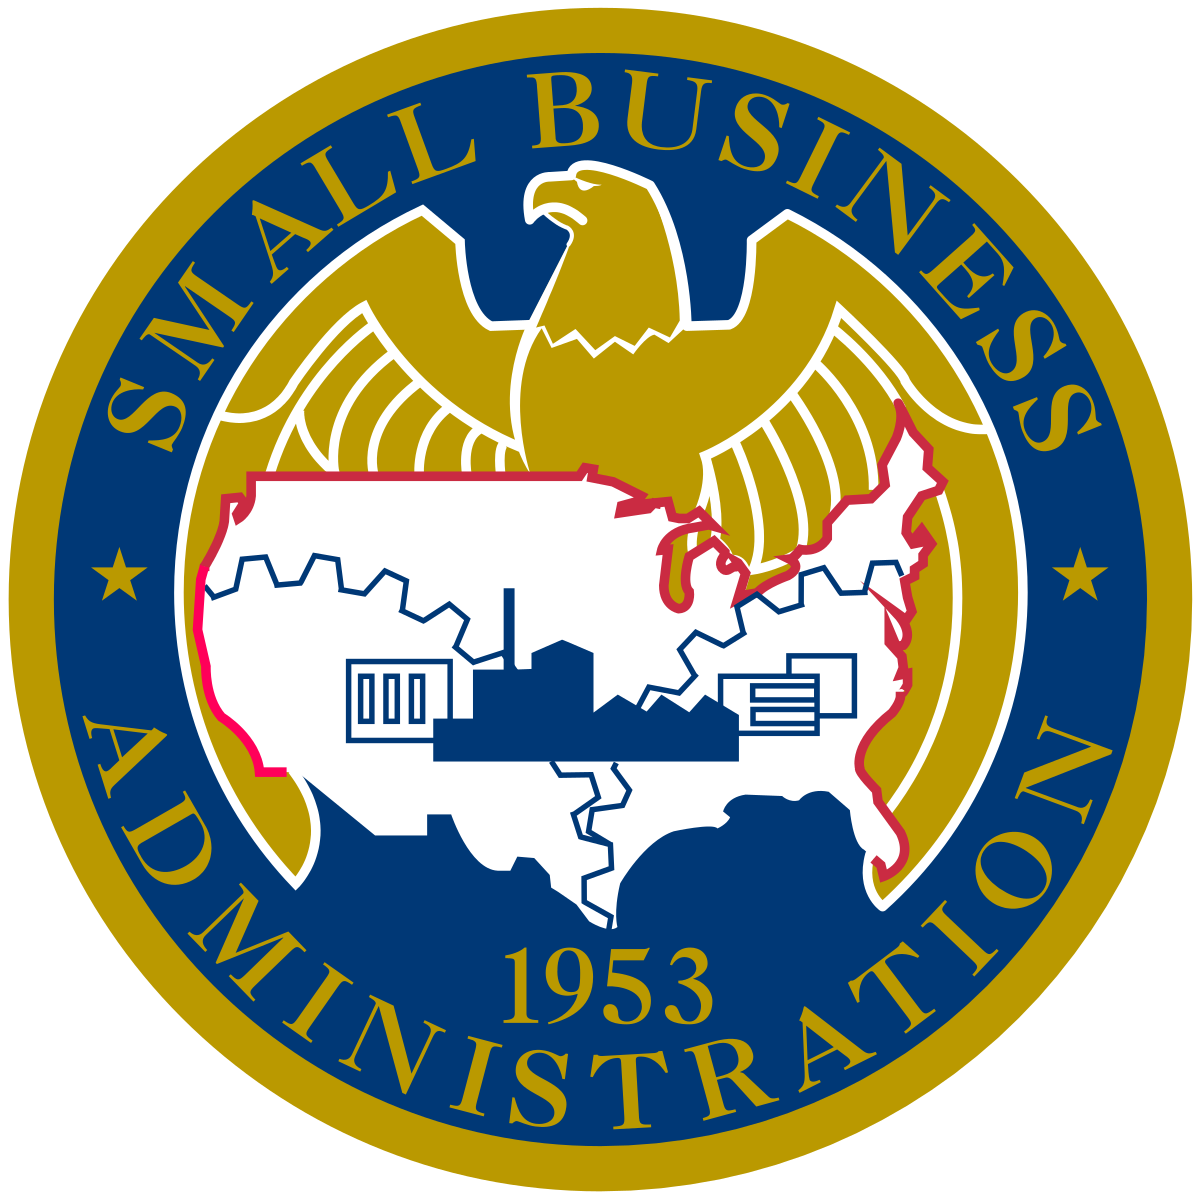 SMALL BUSINESS
ADMINISTRATION
1953